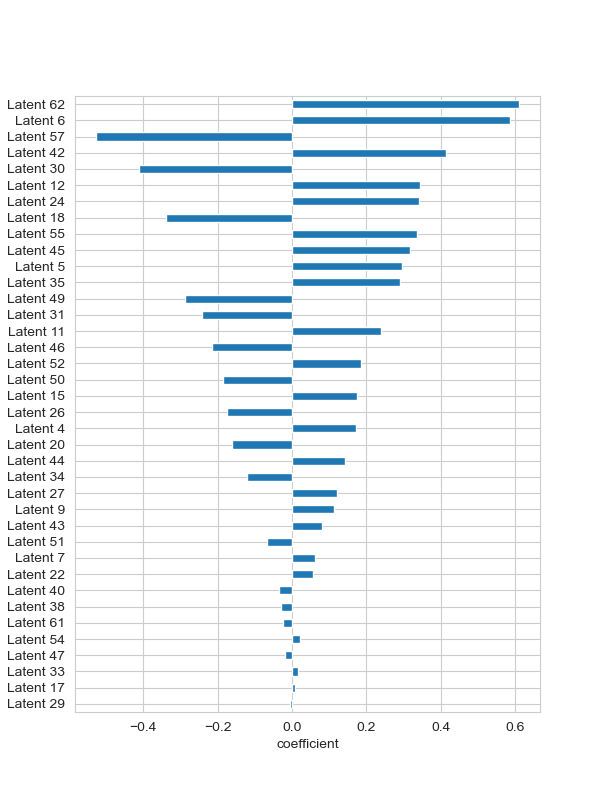 Latent 62
Latent 6
Latent 57
Latent 42
Latent 30
Latent 12
Latent 24
Latent 18
Latent 55
Latent 45
Latent 5
Latent 35
Latent 49
Latent 31
Latent 11
Latent 46
Latent 52
Latent 50
Latent 15
Latent 26
Latent 4
Latent 20
Latent 44
Latent 34
Latent 27
Latent 9
Latent 43
Latent 51
Latent 7
Latent 22
Latent 40
Latent 38
Latent 61
Latent 54
Latent 47
Latent 33
Latent 17
Latent 29
−0.4 −0.2 0.0 0.2 0.4 0.6
coefficient